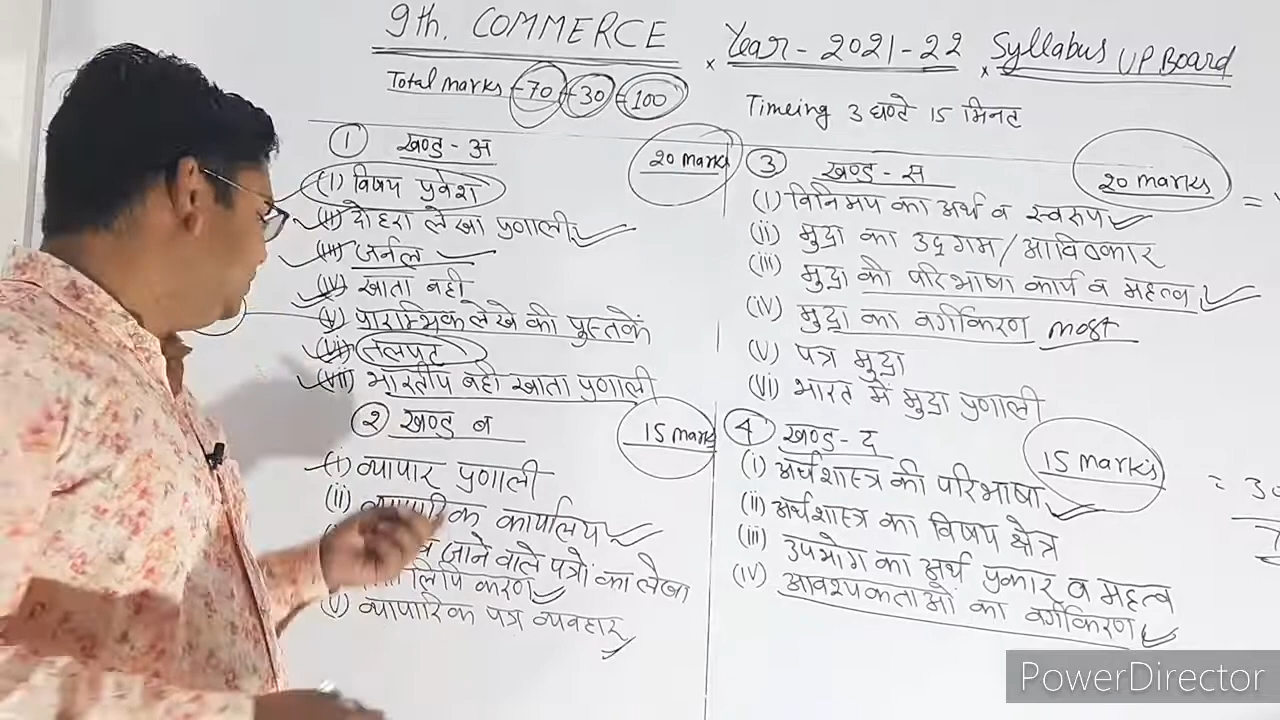 9th. COMMERCE × Year - 2021-22 × Syllabus UP Board
Total marks - 70 + 30 = 100
Timeing 3 घण्टे 15 मिनट
① खण्ड - अ 20 mark
(I) विषय प्रवेश
(II) दोहरा लेखा प्रणाली
(III) जर्नल
(IV) खाता बही
(V) प्रारम्भिक लेखे की पुस्तकें
(VI) तलपट
(VII) भारतीय बही खाता प्रणाली
② खण्ड ब 15 mark
(i) व्यापार प्रणाली
(ii) व्यापारिक कार्यालय
जाने वाले पत्रों का लेखा
लिपि करण
(V) व्यापारिक पत्र व्यवहार
③ खण्ड - स 20 marks =
(i) विनिमय का अर्थ व स्वरूप
(ii) मुद्रा का उद्गम / आविष्कार
(iii) मुद्रा की परिभाषा कार्य व महत्व
(iv) मुद्रा का वर्गीकरण most
(v) पत्र मुद्रा
(vi) भारत में मुद्रा प्रणाली
④ खण्ड - द 15 marks
(i) अर्थशास्त्र की परिभाषा
(ii) अर्थशास्त्र का विषय क्षेत्र
(iii) उपभोग का अर्थ प्रकार व महत्व
(iv) आवश्यकताओं का वर्गीकरण
PowerDirector